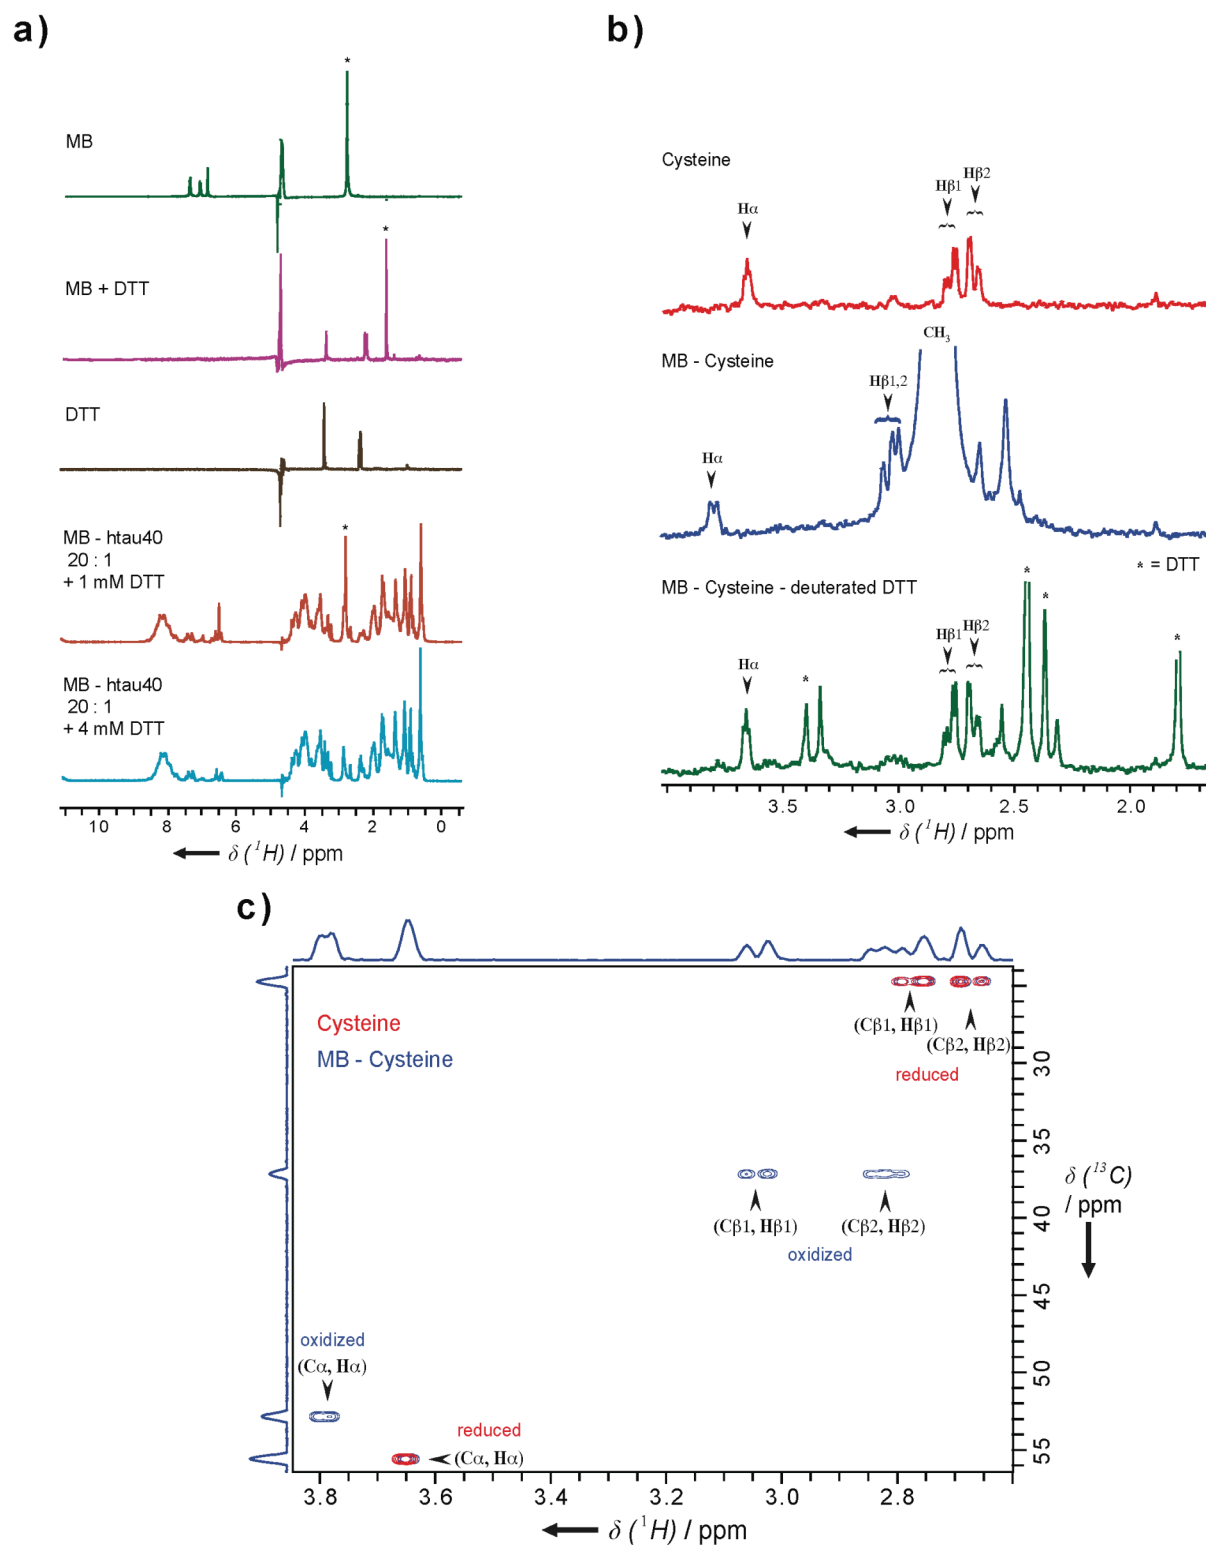 a)
*
MB
*
MB + DTT
DTT
MB - htau40
20 : 1
+ 1 mM DTT
*
MB - htau40
20 : 1
+ 4 mM DTT
10 8 6 4 2 0
δ (¹H) / ppm
b)
Cysteine
Hα
Hβ1
Hβ2
MB - Cysteine
CH₃
Hβ1,2
Hα
* = DTT
MB - Cysteine - deuterated DTT
Hα
*
Hβ1
Hβ2
*
*
*
3.5 3.0 2.5 2.0
δ (¹H) / ppm
c)
Cysteine
MB - Cysteine
(Cβ1, Hβ1)
(Cβ2, Hβ2)
reduced
(Cβ1, Hβ1)
(Cβ2, Hβ2)
oxidized
oxidized
(Cα, Hα)
reduced
(Cα, Hα)
30
35
40
45
50
55
δ (¹³C)
/ ppm
3.8 3.6 3.4 3.2 3.0 2.8
δ (¹H) / ppm